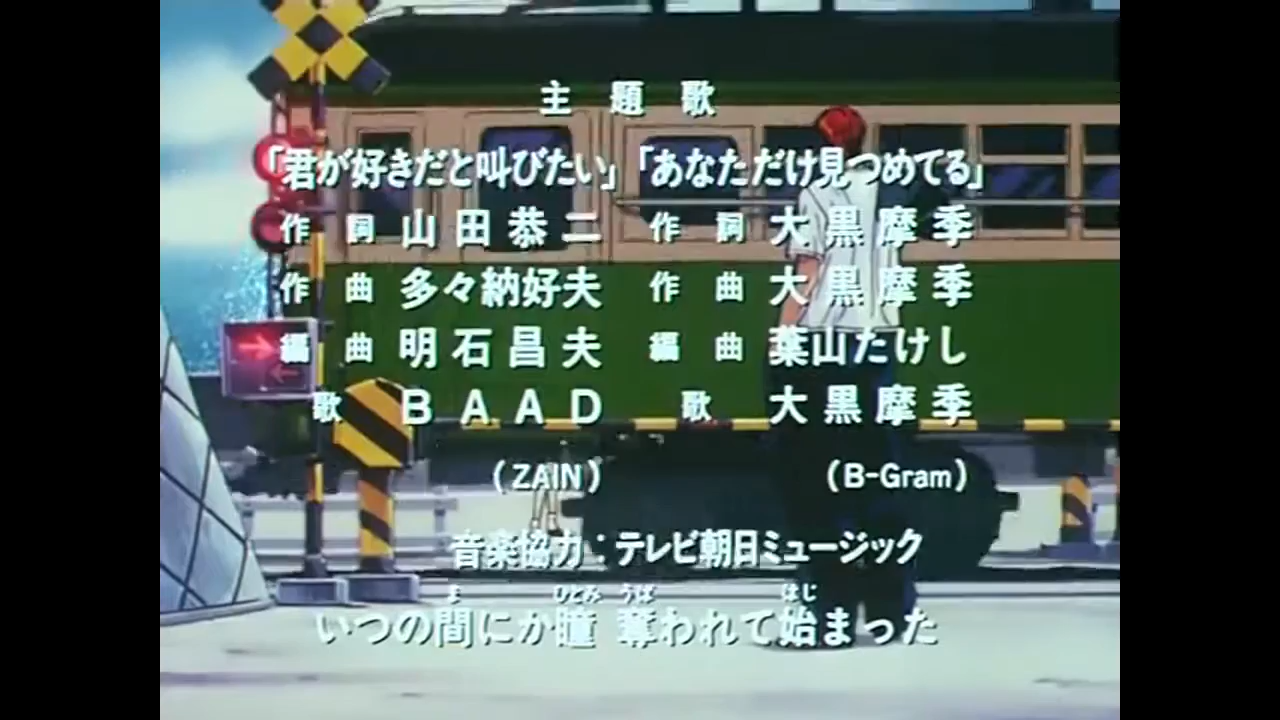 主題歌
「君が好きだと叫びたい」「あなただけ見つめてる」
作詞 山田恭二 作詞 大黒摩季
作曲 多々納好夫 作曲 大黒摩季
編曲 明石昌夫 編曲 葉山たけし
歌 BAAD 歌 大黒摩季
(ZAIN) (B-Gram)
音楽協力:テレビ朝日ミュージック
ま ひとみ うば はじ
いつの間にか瞳 奪われて始まった